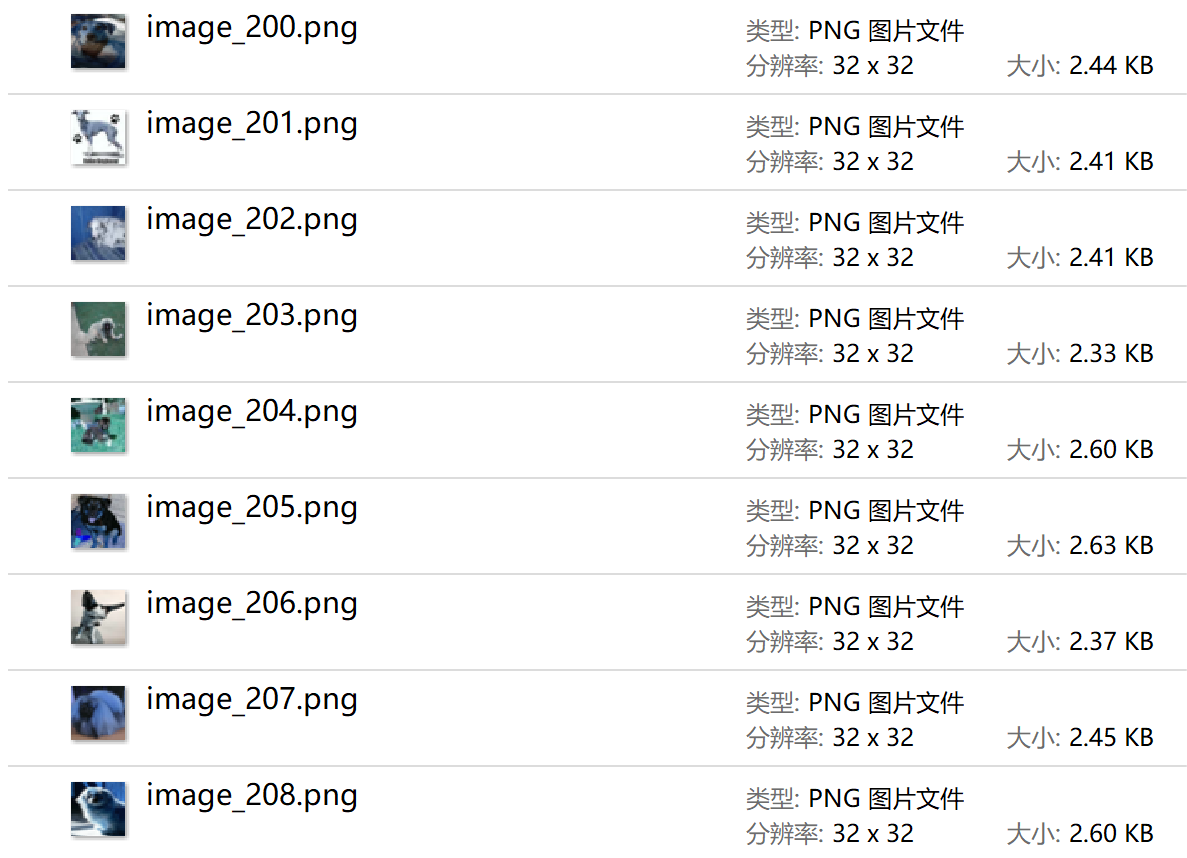 image_200.png
类型: PNG 图片文件
分辨率: 32 x 32 大小: 2.44 KB
image_201.png
类型: PNG 图片文件
分辨率: 32 x 32 大小: 2.41 KB
image_202.png
类型: PNG 图片文件
分辨率: 32 x 32 大小: 2.41 KB
image_203.png
类型: PNG 图片文件
分辨率: 32 x 32 大小: 2.33 KB
image_204.png
类型: PNG 图片文件
分辨率: 32 x 32 大小: 2.60 KB
image_205.png
类型: PNG 图片文件
分辨率: 32 x 32 大小: 2.63 KB
image_206.png
类型: PNG 图片文件
分辨率: 32 x 32 大小: 2.37 KB
image_207.png
类型: PNG 图片文件
分辨率: 32 x 32 大小: 2.45 KB
image_208.png
类型: PNG 图片文件
分辨率: 32 x 32 大小: 2.60 KB